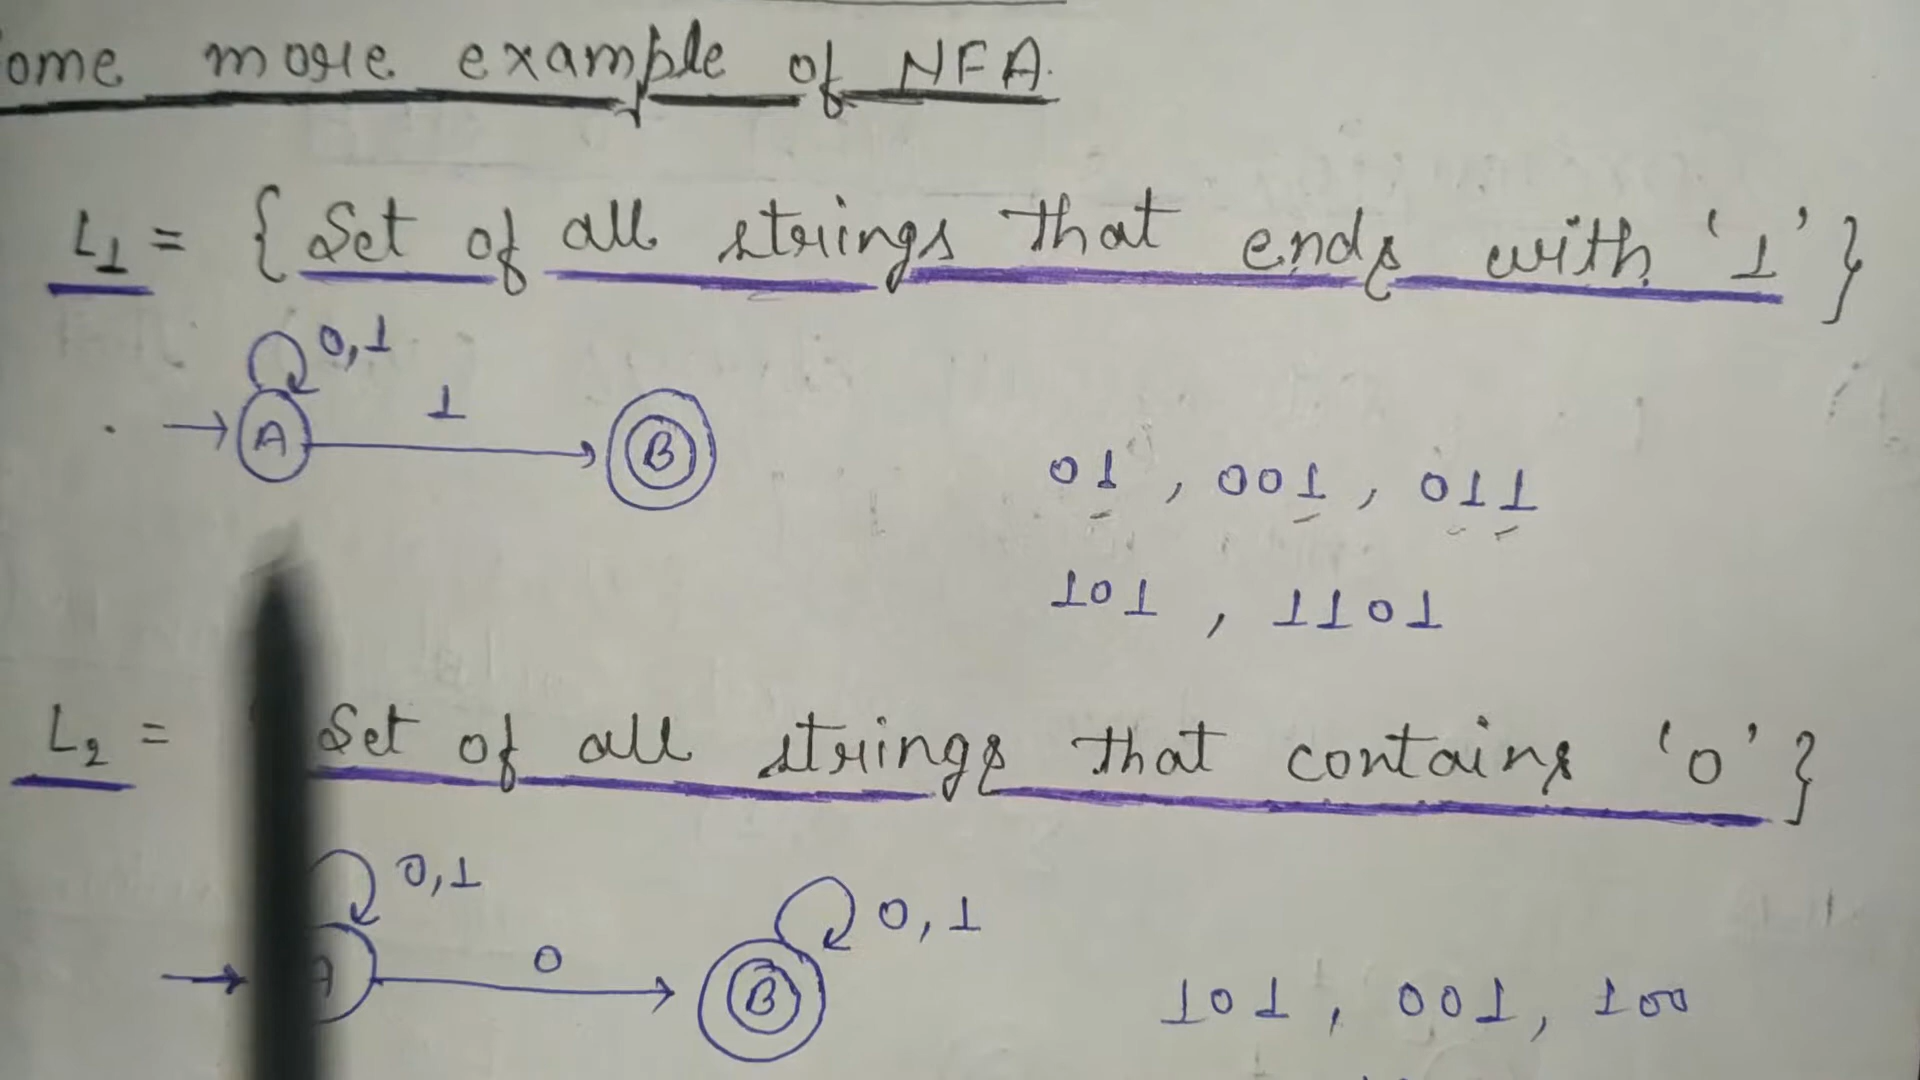 ome more example of NFA.
L1 = { Set of all strings that ends with '1' }
0,1
1
A
B
01 , 001 , 011
101 , 1101
L2 = Set of all strings that contains '0' }
0,1
0,1
0
B
101 , 001 , 100